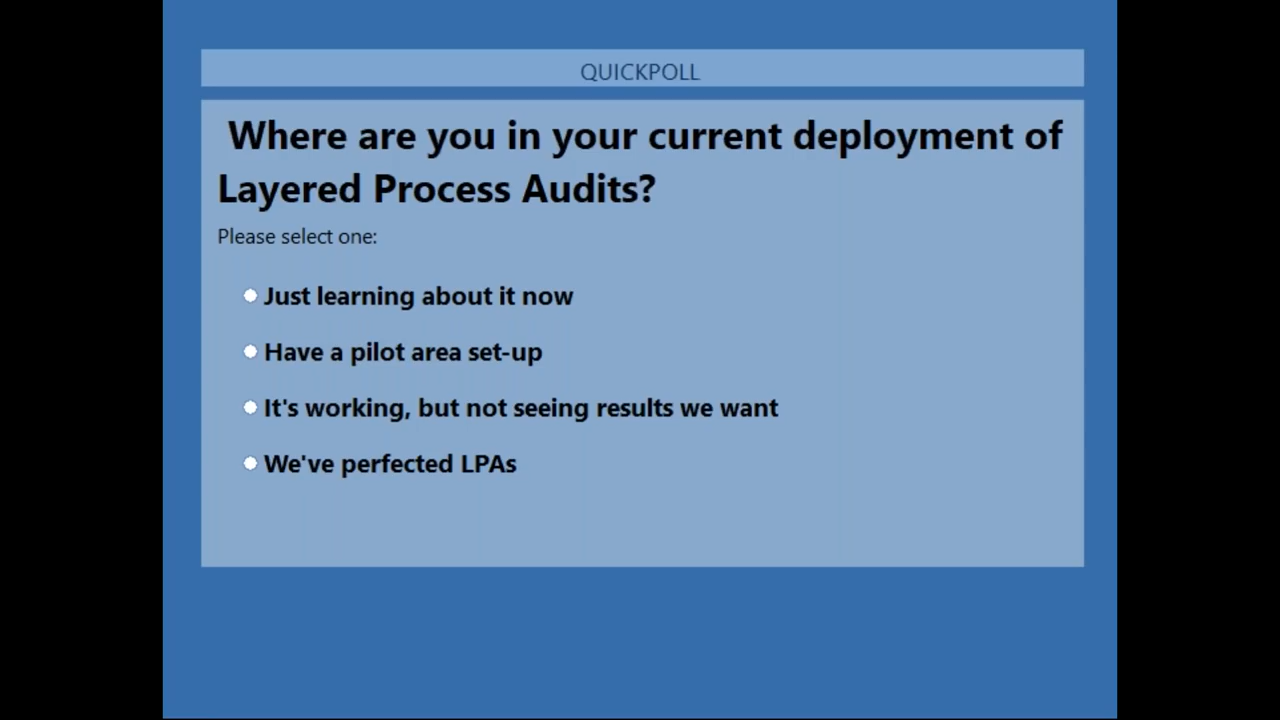 QUICKPOLL
Where are you in your current deployment of
Layered Process Audits?
Please select one:
Just learning about it now
Have a pilot area set-up
It's working, but not seeing results we want
We've perfected LPAs